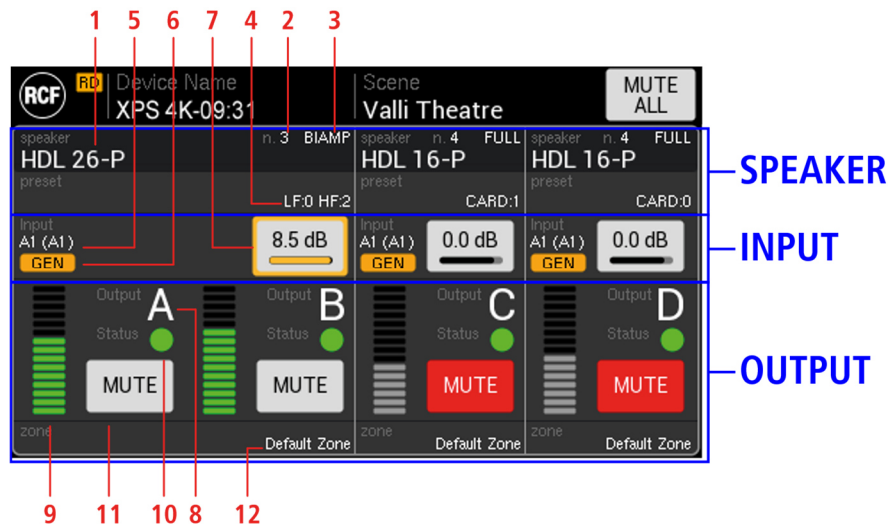 1 5 6 7 4 2 3
RCF RD Device Name Scene MUTE
XPS 4K-09:31 Valli Theatre ALL
speaker n. 3 BIAMP speaker n. 4 FULL speaker n. 4 FULL
HDL 26-P HDL 16-P HDL 16-P
preset preset preset
SPEAKER
LF:0 HF:2 CARD:1 CARD:0
Input Input Input
A1 (A1) 8.5 dB A1 (A1) 0.0 dB A1 (A1) 0.0 dB
INPUT
GEN GEN GEN
Output A Output B Output C Output D
Status Status Status Status
OUTPUT
MUTE MUTE MUTE MUTE
zone zone zone
Default Zone Default Zone Default Zone
9 11 10 8 12